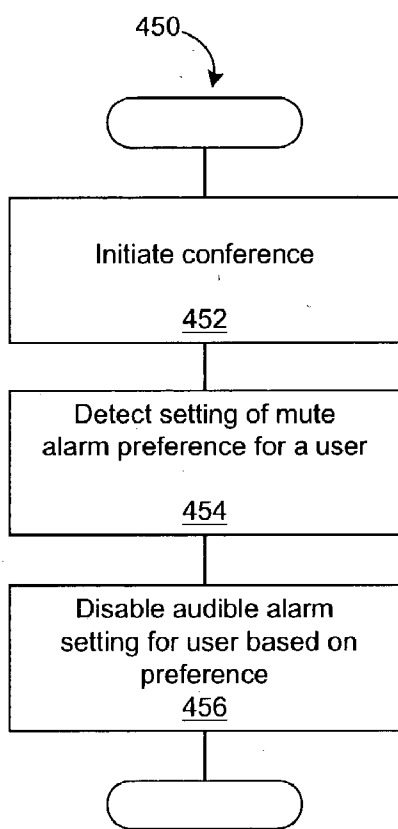 450
Initiate conference
452
Detect setting of mute
alarm preference for a user
454
Disable audible alarm
setting for user based on
preference
456